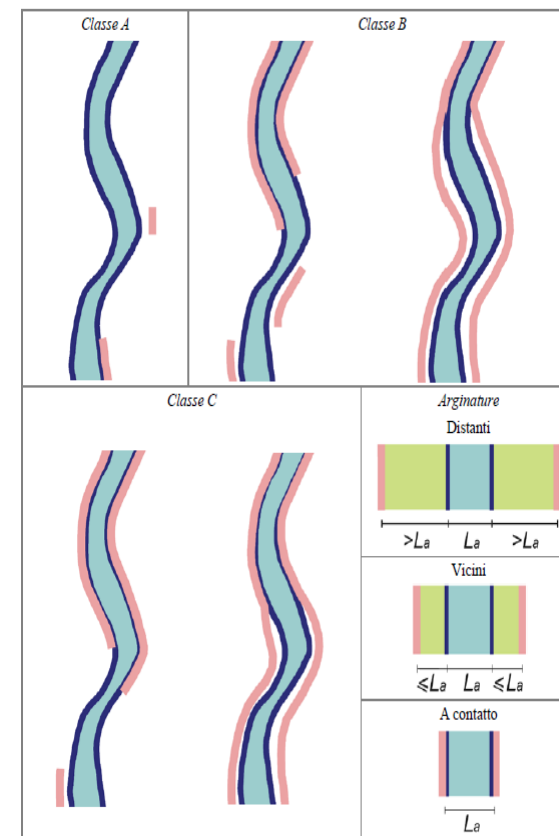 Classe A
Classe B
Classe C
Arginature
Distanti
>La La >La
Vicini
≤La La ≤La
A contatto
La